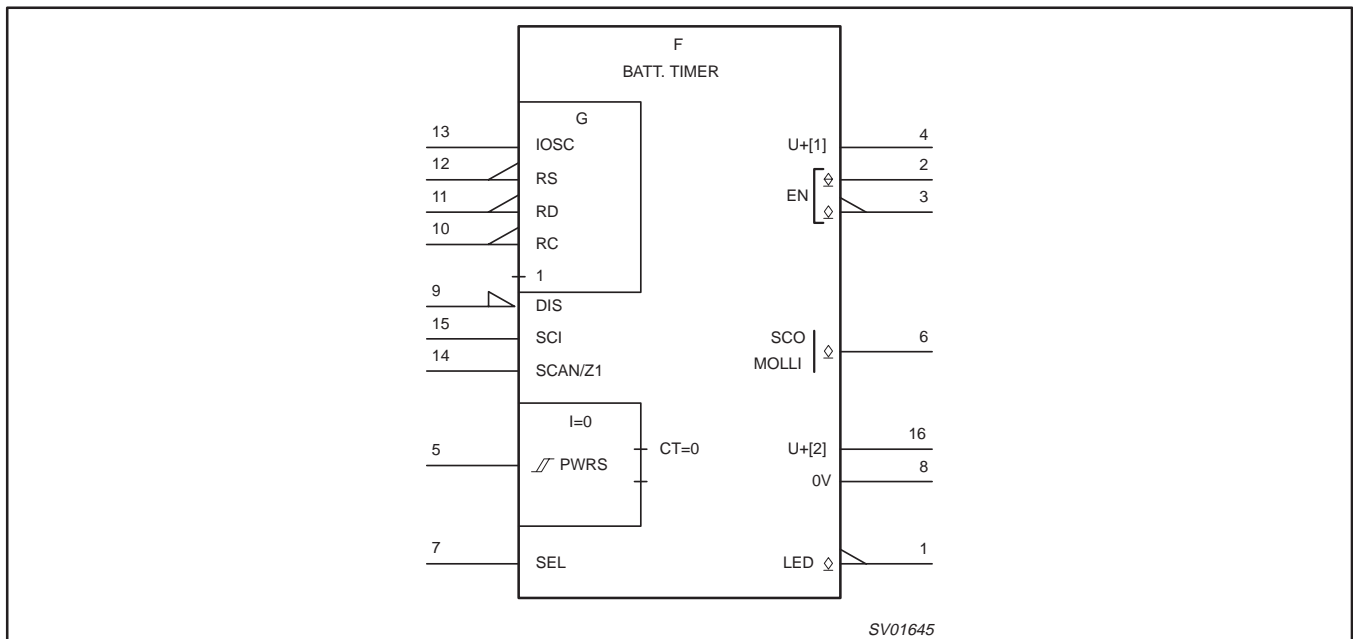 F
BATT. TIMER
G
13 IOSC
12 RS
11 RD
10 RC
1
9 DIS
15 SCI
14 SCAN/Z1
I=0
5 PWRS CT=0
7 SEL
U+[1] 4
2
EN
3
SCO 6
MOLLI
U+[2] 16
0V 8
LED 1
SV01645